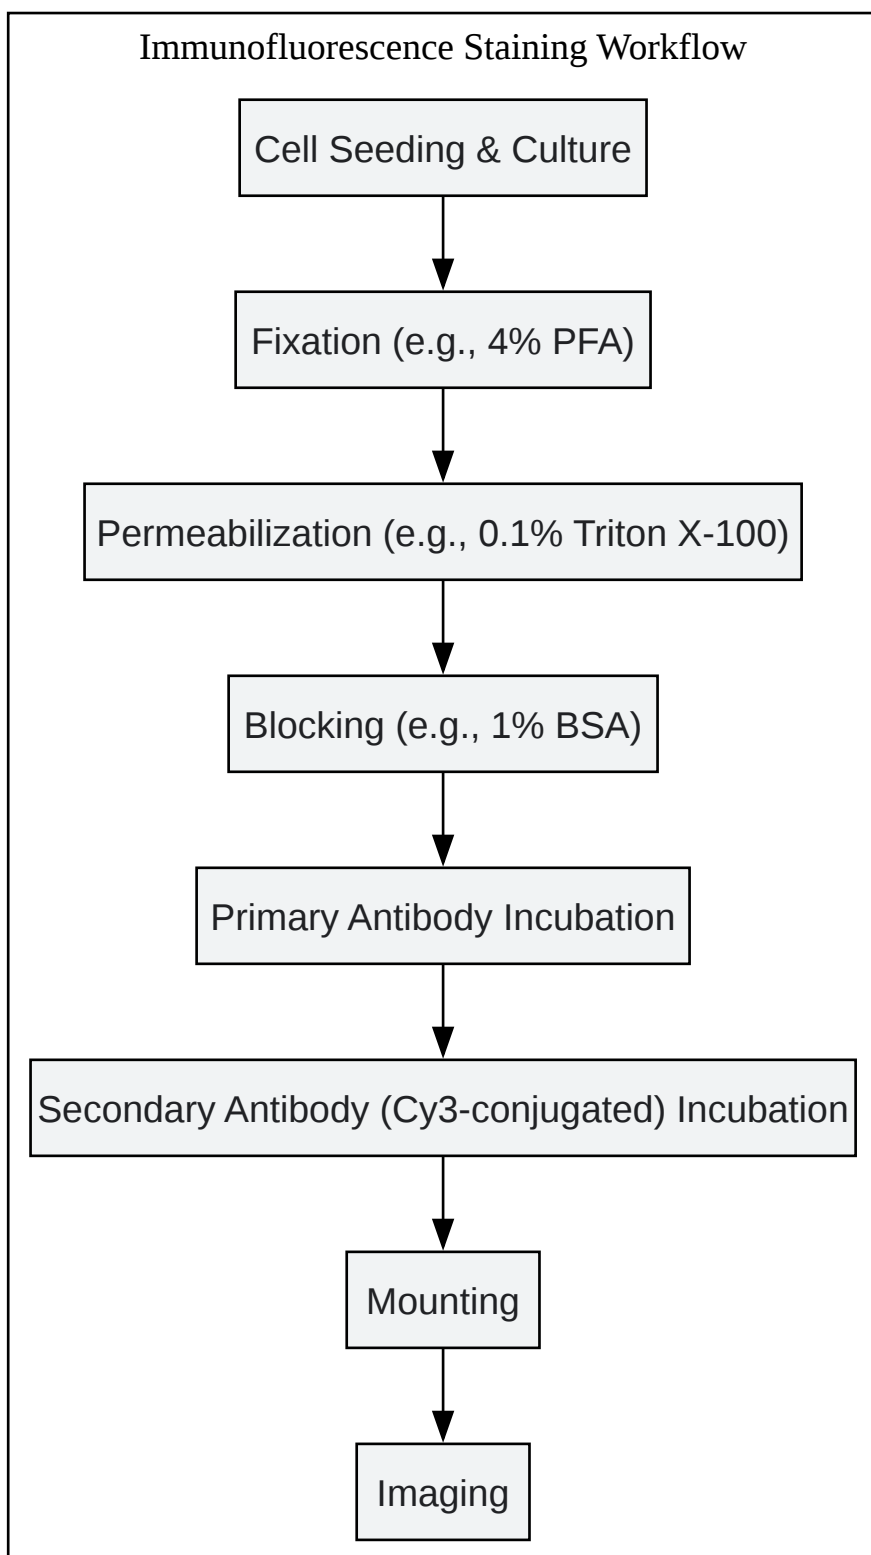 Immunofluorescence Staining Workflow
Cell Seeding & Culture
Fixation (e.g., 4% PFA)
Permeabilization (e.g., 0.1% Triton X-100)
Blocking (e.g., 1% BSA)
Primary Antibody Incubation
Secondary Antibody (Cy3-conjugated) Incubation
Mounting
Imaging